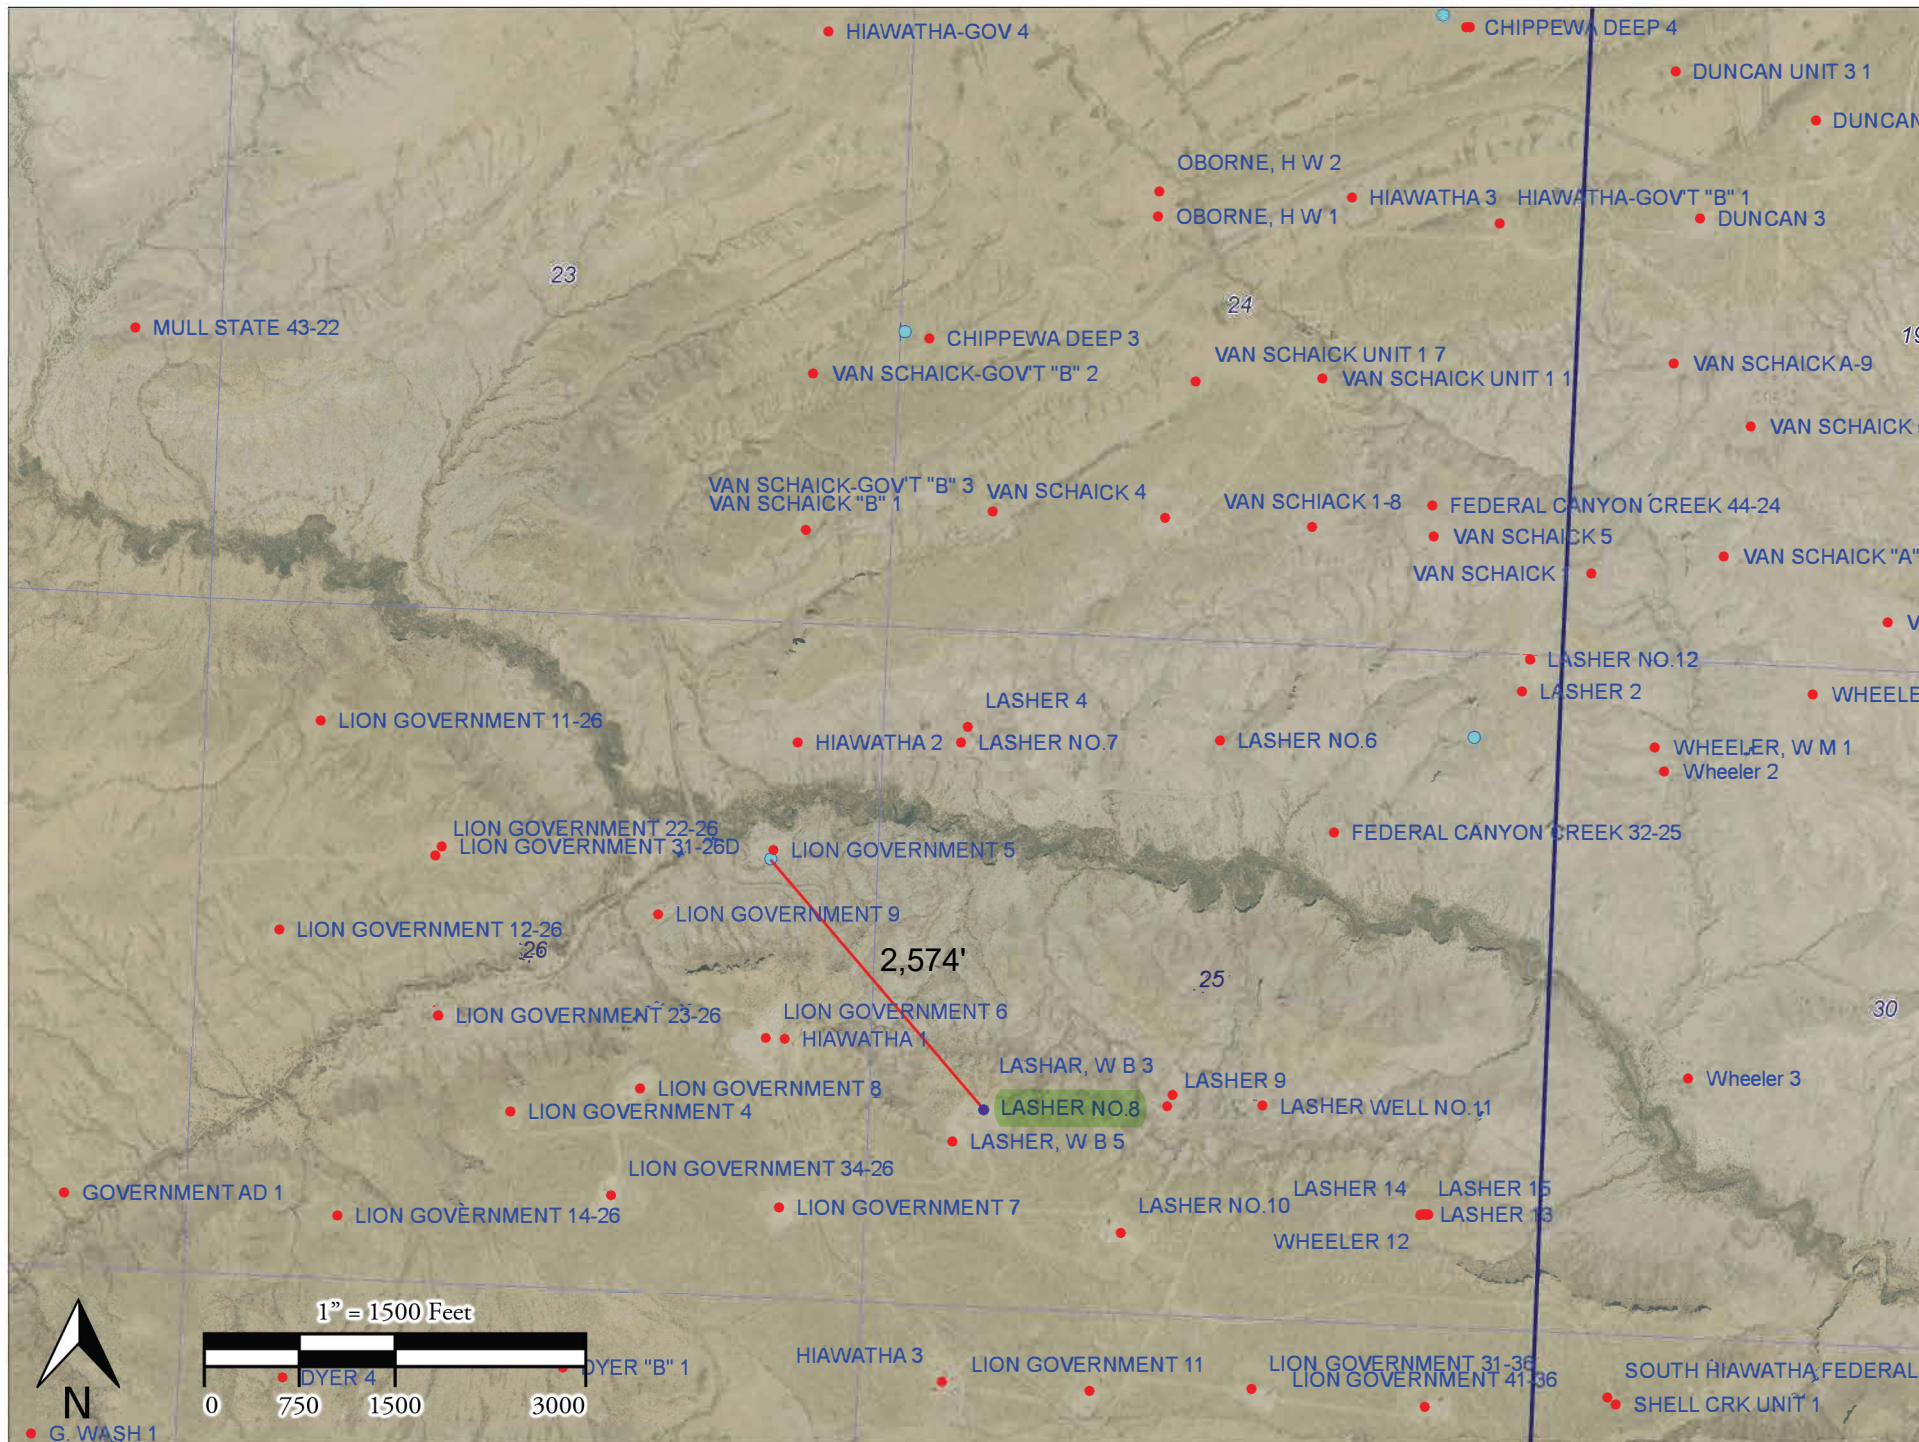 HIAWATHA-GOV 4
CHIPPEWA DEEP 4
DUNCAN UNIT 3 1
DUNCAN
OBORNE, H W 2
HIAWATHA 3
HIAWATHA-GOV'T "B" 1
OBORNE, H W 1
DUNCAN 3
23
24
MULL STATE 43-22
CHIPPEWA DEEP 3
19
VAN SCHAICK UNIT 1 7
VAN SCHAICK-GOV'T "B" 2
VAN SCHAICK UNIT 1 1
VAN SCHAICK A-9
VAN SCHAICK
VAN SCHAICK-GOV'T "B" 3
VAN SCHAICK 4
VAN SCHAICK "B" 1
VAN SCHIACK 1-8
FEDERAL CANYON CREEK 44-24
VAN SCHAICK 5
VAN SCHAICK "A"
VAN SCHAICK 1
V
LASHER NO.12
LASHER 2
WHEELE
LASHER 4
LION GOVERNMENT 11-26
HIAWATHA 2
LASHER NO.7
LASHER NO.6
WHEELER, W M 1
Wheeler 2
LION GOVERNMENT 22-26
LION GOVERNMENT 31-26D
LION GOVERNMENT 5
FEDERAL CANYON CREEK 32-25
LION GOVERNMENT 9
LION GOVERNMENT 12-26
26
2,574'
25
LION GOVERNMENT 6
LION GOVERNMENT 23-26
HIAWATHA 1
30
LASHAR, W B 3
LION GOVERNMENT 8
LASHER 9
Wheeler 3
LION GOVERNMENT 4
LASHER NO.8
LASHER WELL NO.11
LASHER, W B 5
LION GOVERNMENT 34-26
GOVERNMENT AD 1
LION GOVERNMENT 14-26
LION GOVERNMENT 7
LASHER NO.10
LASHER 14
LASHER 15
LASHER 13
WHEELER 12
1” = 1500 Feet
HIAWATHA 3
LION GOVERNMENT 11
LION GOVERNMENT 31-36
LION GOVERNMENT 41-36
SOUTH HIAWATHA FEDERAL
DYER 4
DYER "B" 1
0 750 1500 3000
N
SHELL CRK UNIT 1
G. WASH 1